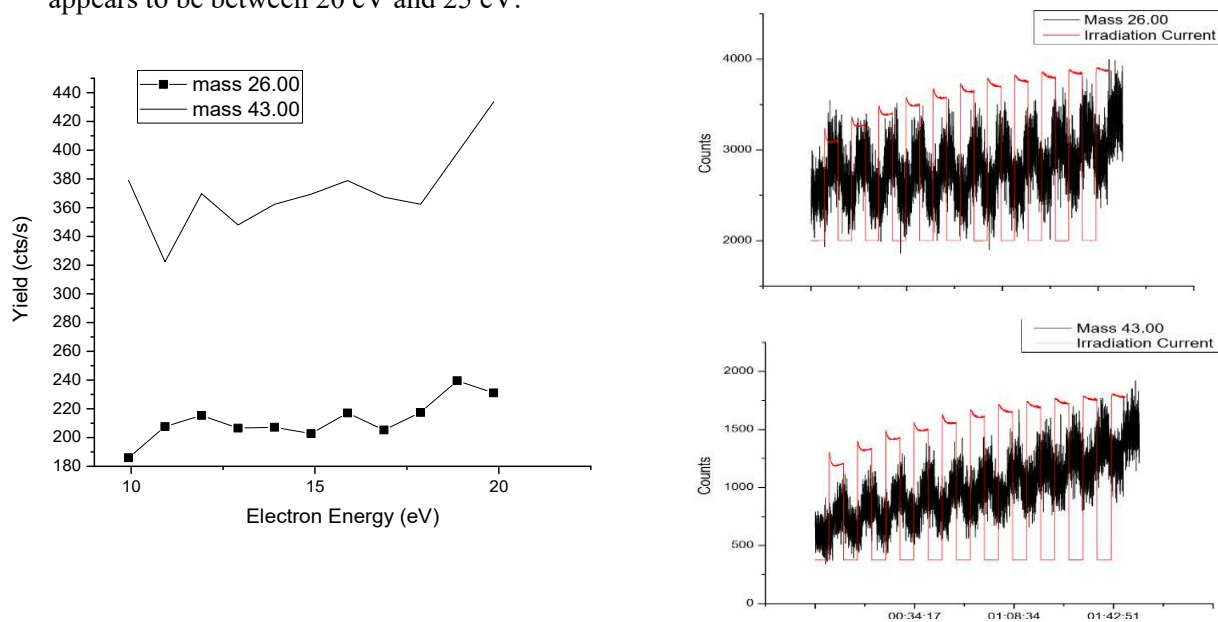 appears to be between 20 eV and 25 eV.
mass 26.00
mass 43.00
440
420
400
380
360
340
320
300
280
260
240
220
200
180
Yield (cts/s)
10
15
20
Electron Energy (eV)
Mass 26.00
Irradiation Current
4000
3000
2000
Counts
Mass 43.00
Irradiation Current
2000
1500
1000
500
0
Counts
00:34:17
01:08:34
01:42:51